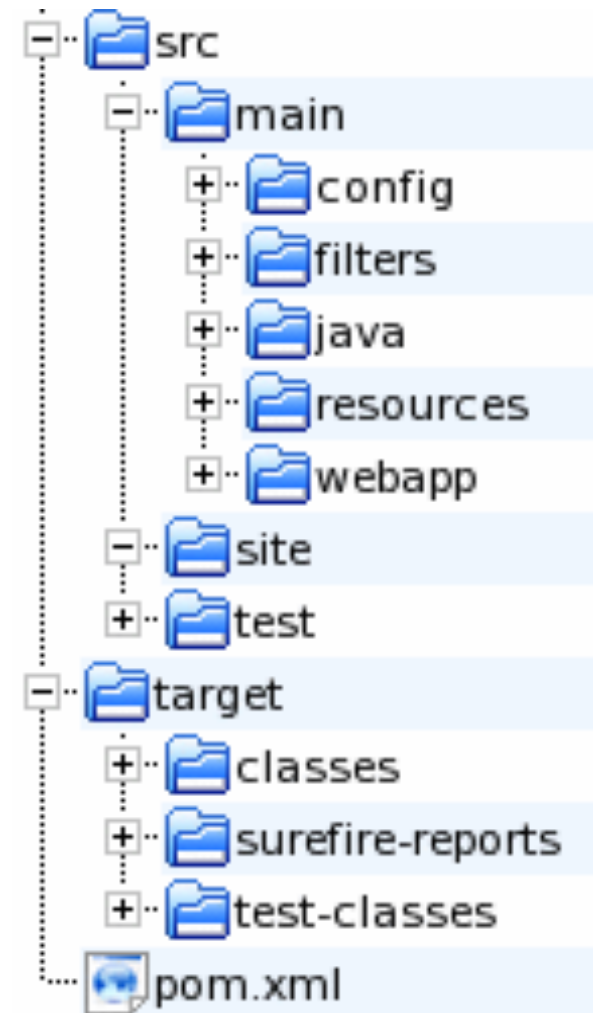 src
main
config
filters
java
resources
webapp
site
test
target
classes
surefire-reports
test-classes
pom.xml